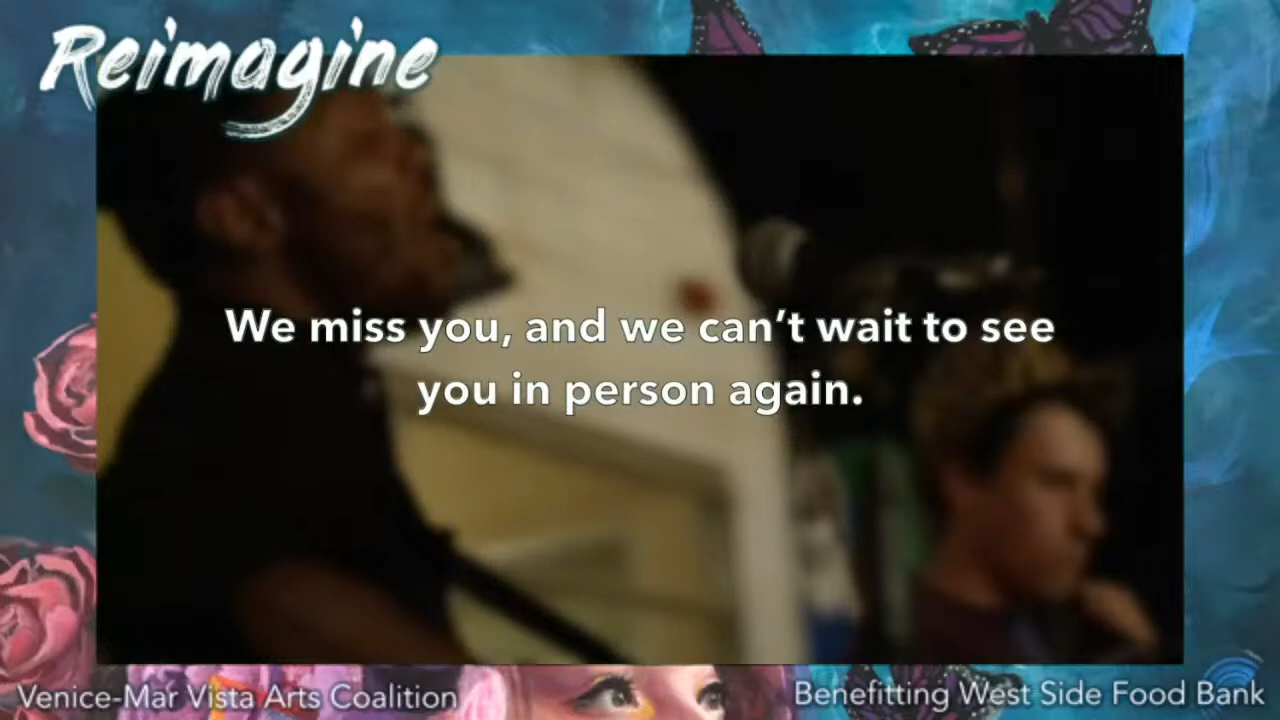 Reimagine
We miss you, and we can’t wait to see
you in person again.
Venice-Mar Vista Arts Coalition
Benefitting West Side Food Bank